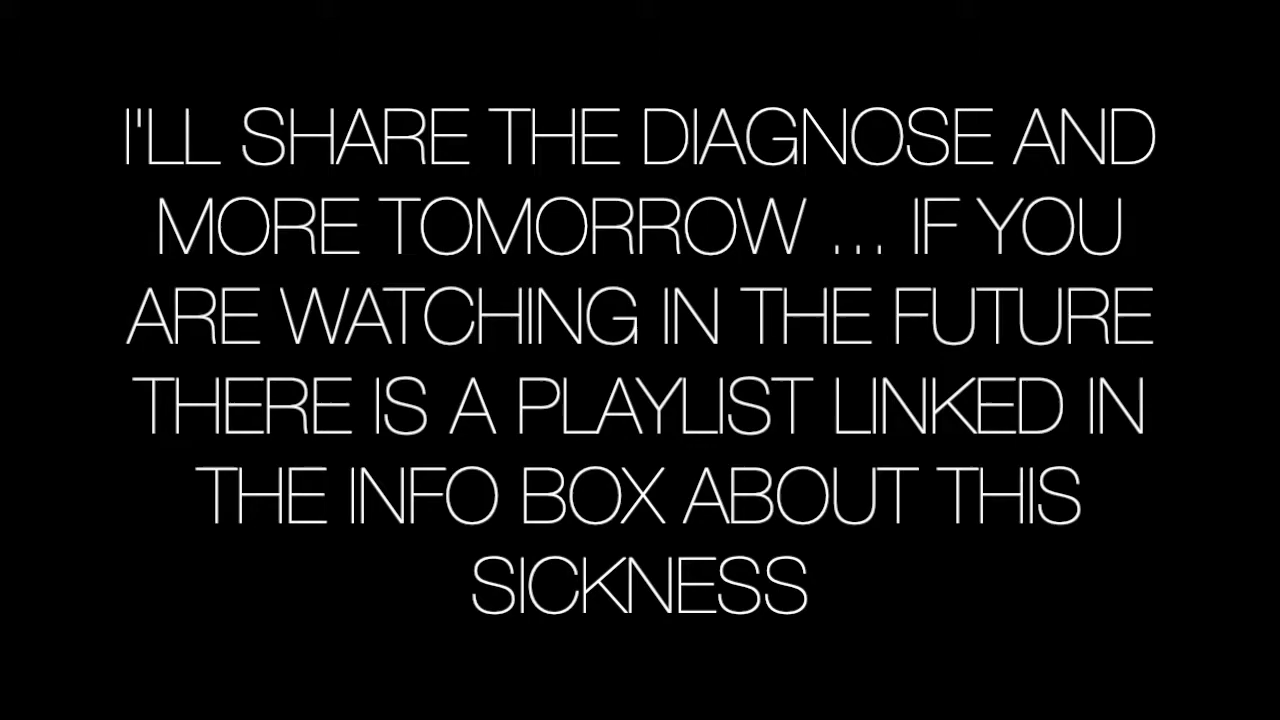 I'LL SHARE THE DIAGNOSE AND
MORE TOMORROW ... IF YOU
ARE WATCHING IN THE FUTURE
THERE IS A PLAYLIST LINKED IN
THE INFO BOX ABOUT THIS
SICKNESS